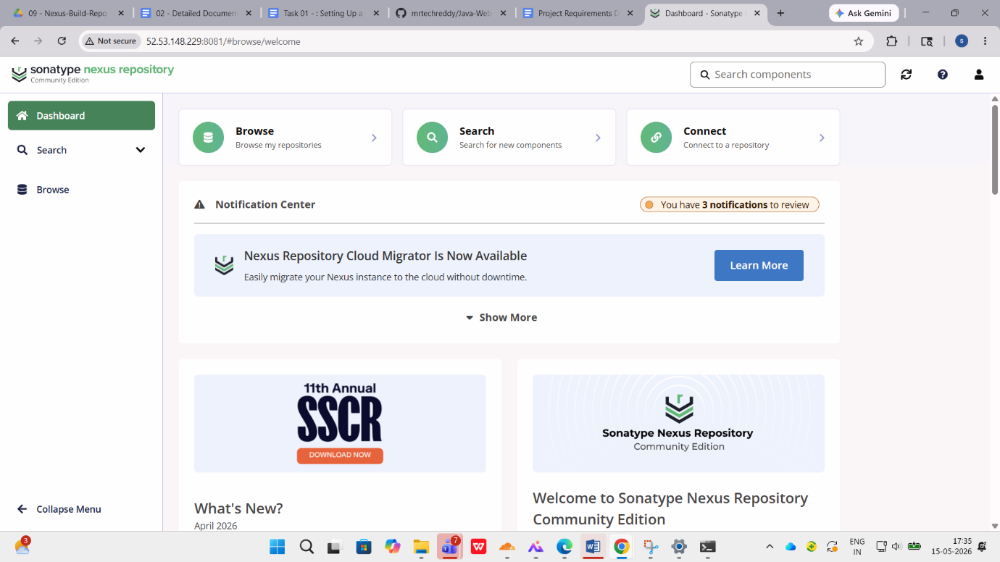 09 - Nexus-Build-Repo
02 - Detailed Document
Task 01 - : Setting Up a
mrtechreddy/Java-Web
Project Requirements D
Dashboard - Sonatype
Ask Gemini
Not secure
52.53.148.229:8081/#browse/welcome
S
sonatype nexus repository
Community Edition
Search components
Dashboard
Search
Browse
Collapse Menu
Browse
Browse my repositories
Search
Search for new components
Connect
Connect to a repository
Notification Center
You have 3 notifications to review
Nexus Repository Cloud Migrator Is Now Available
Easily migrate your Nexus instance to the cloud without downtime.
Learn More
Show More
11th Annual
SSCR
DOWNLOAD NOW
What's New?
April 2026
r
Sonatype Nexus Repository
Community Edition
Welcome to Sonatype Nexus Repository
Community Edition
3
7
ENG
IN
17:35
15-05-2026